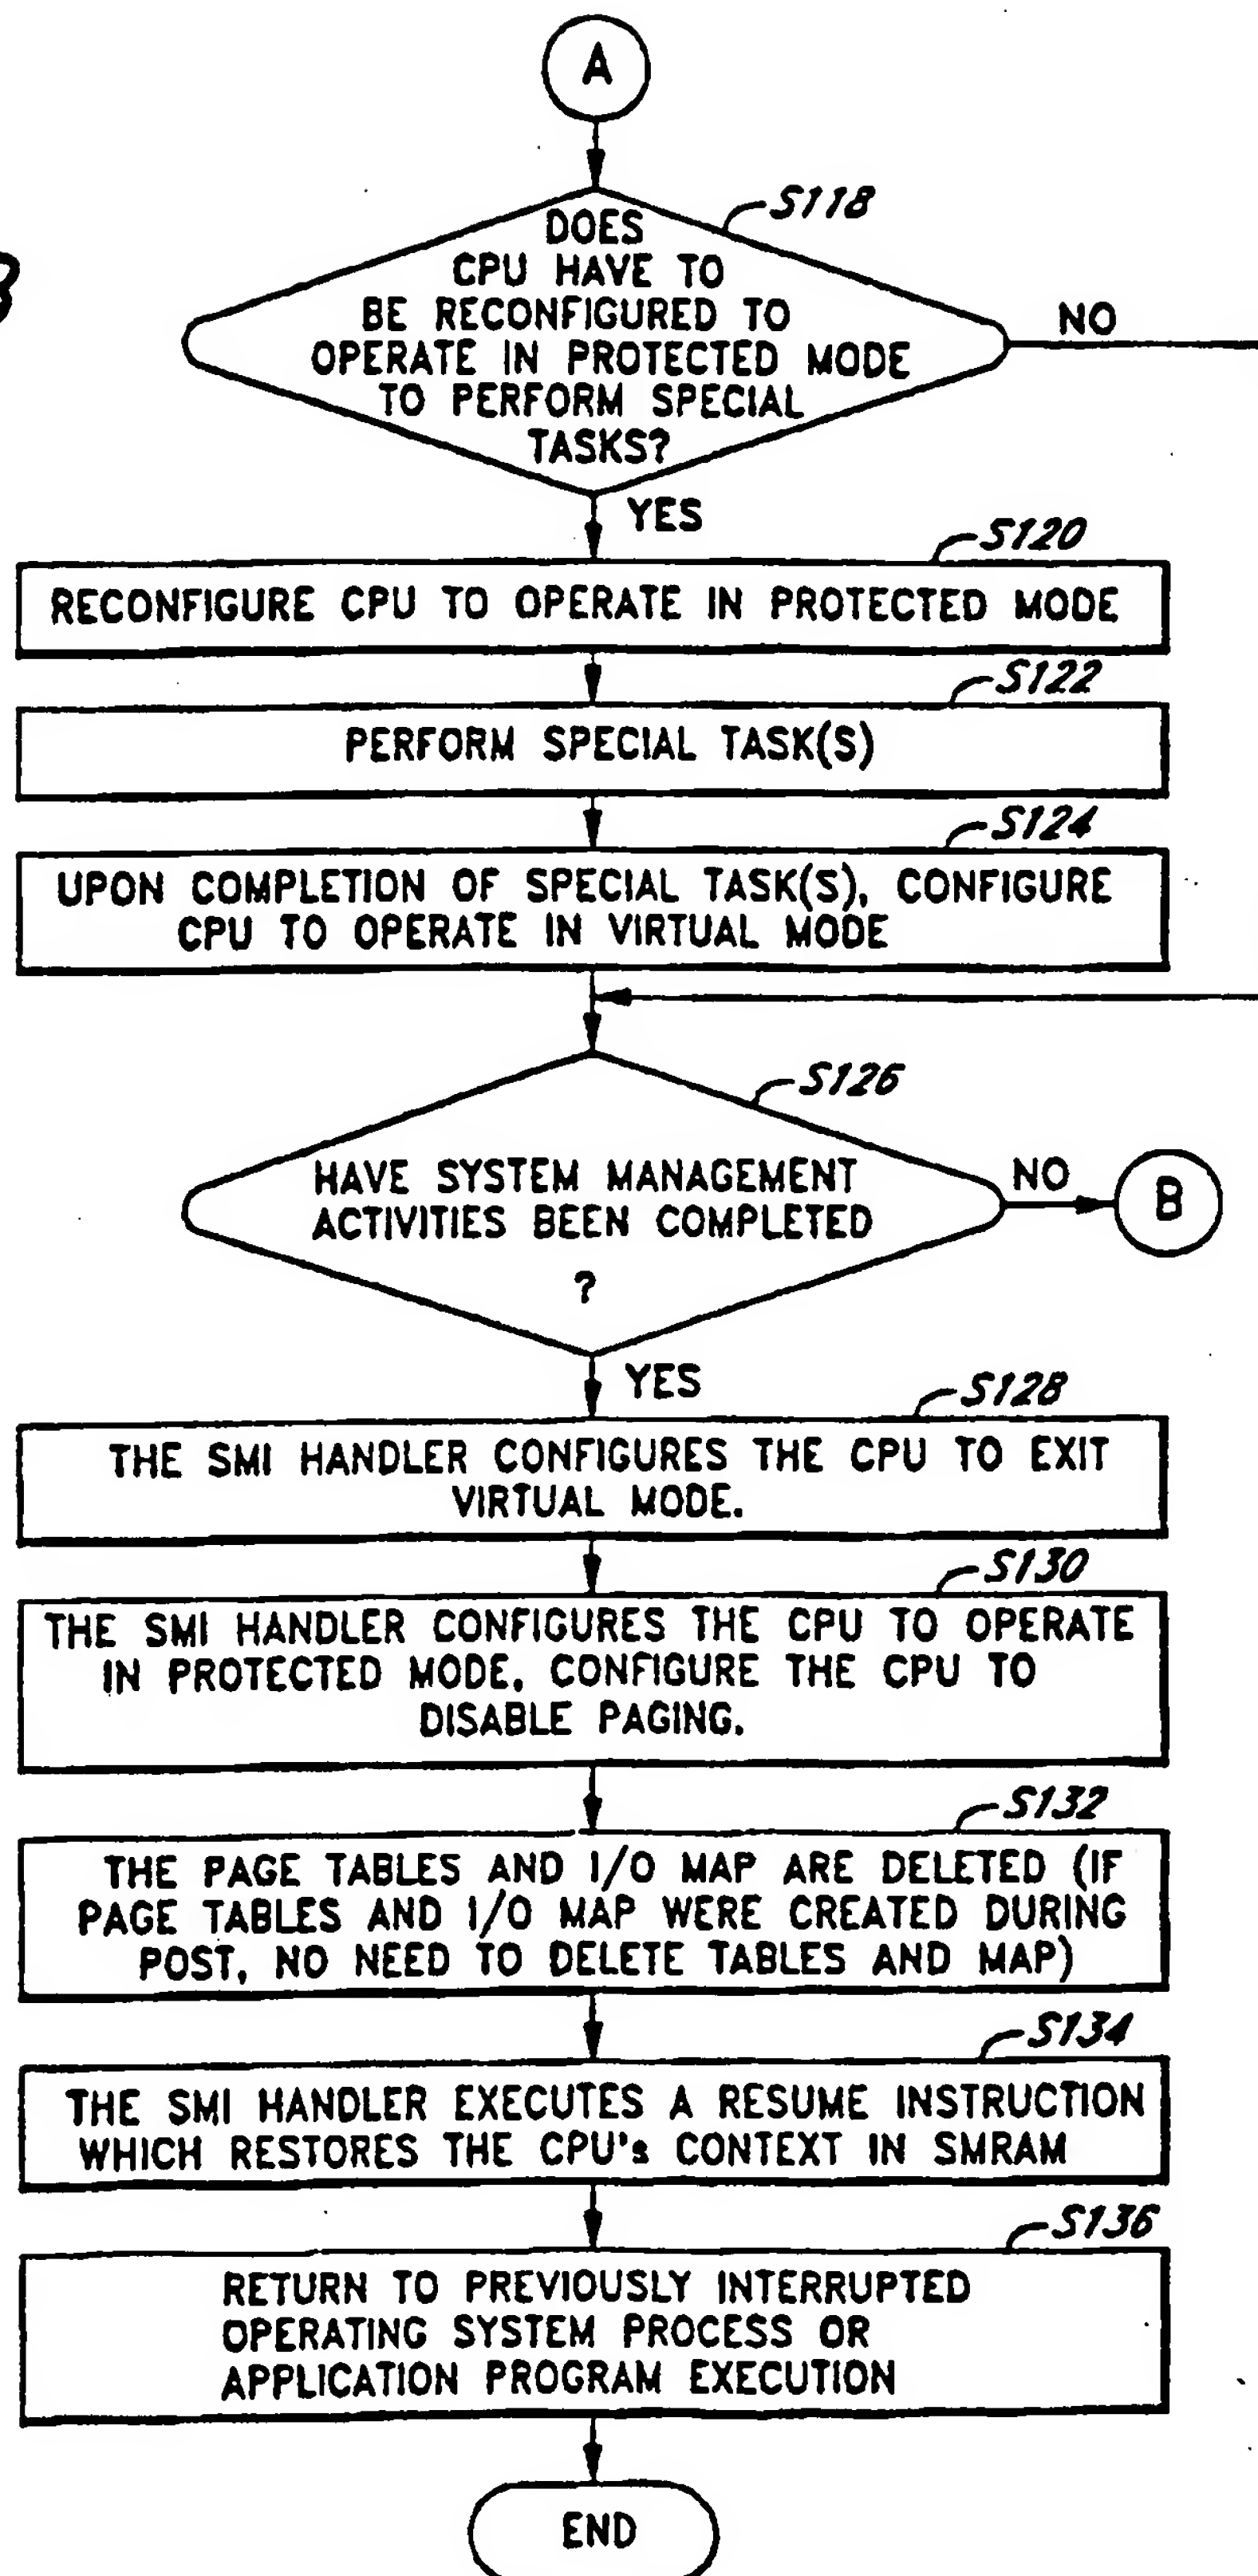 A
S118
DOES
CPU HAVE TO
BE RECONFIGURED TO
OPERATE IN PROTECTED MODE
TO PERFORM SPECIAL
TASKS?
NO
YES
S120
RECONFIGURE CPU TO OPERATE IN PROTECTED MODE
S122
PERFORM SPECIAL TASK(S)
S124
UPON COMPLETION OF SPECIAL TASK(S), CONFIGURE
CPU TO OPERATE IN VIRTUAL MODE
S126
HAVE SYSTEM MANAGEMENT
ACTIVITIES BEEN COMPLETED
?
NO
B
YES
S128
THE SMI HANDLER CONFIGURES THE CPU TO EXIT
VIRTUAL MODE.
S130
THE SMI HANDLER CONFIGURES THE CPU TO OPERATE
IN PROTECTED MODE, CONFIGURE THE CPU TO
DISABLE PAGING.
S132
THE PAGE TABLES AND I/O MAP ARE DELETED (IF
PAGE TABLES AND I/O MAP WERE CREATED DURING
POST, NO NEED TO DELETE TABLES AND MAP)
S134
THE SMI HANDLER EXECUTES A RESUME INSTRUCTION
WHICH RESTORES THE CPU's CONTEXT IN SMRAM
S136
RETURN TO PREVIOUSLY INTERRUPTED
OPERATING SYSTEM PROCESS OR
APPLICATION PROGRAM EXECUTION
END